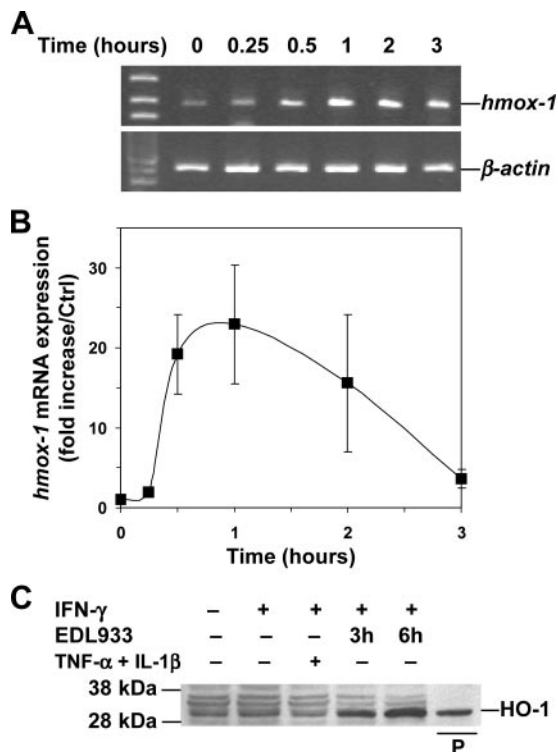 A
Time (hours) 0 0.25 0.5 1 2 3
hmox-1
β-actin
B
hmox-1 mRNA expression
(fold increase/Ctrl)
30
20
10
0
0 1 2 3
Time (hours)
C
IFN-γ – + + + +
EDL933 – – – 3h 6h
TNF-α + IL-1β – – + – –
38 kDa
28 kDa
HO-1
P